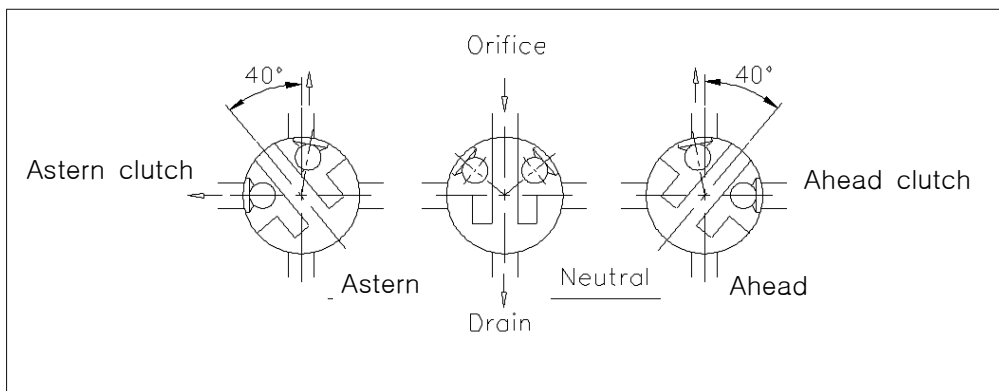 Orifice
40°
40°
Astern clutch
Ahead clutch
Astern
Neutral
Ahead
Drain